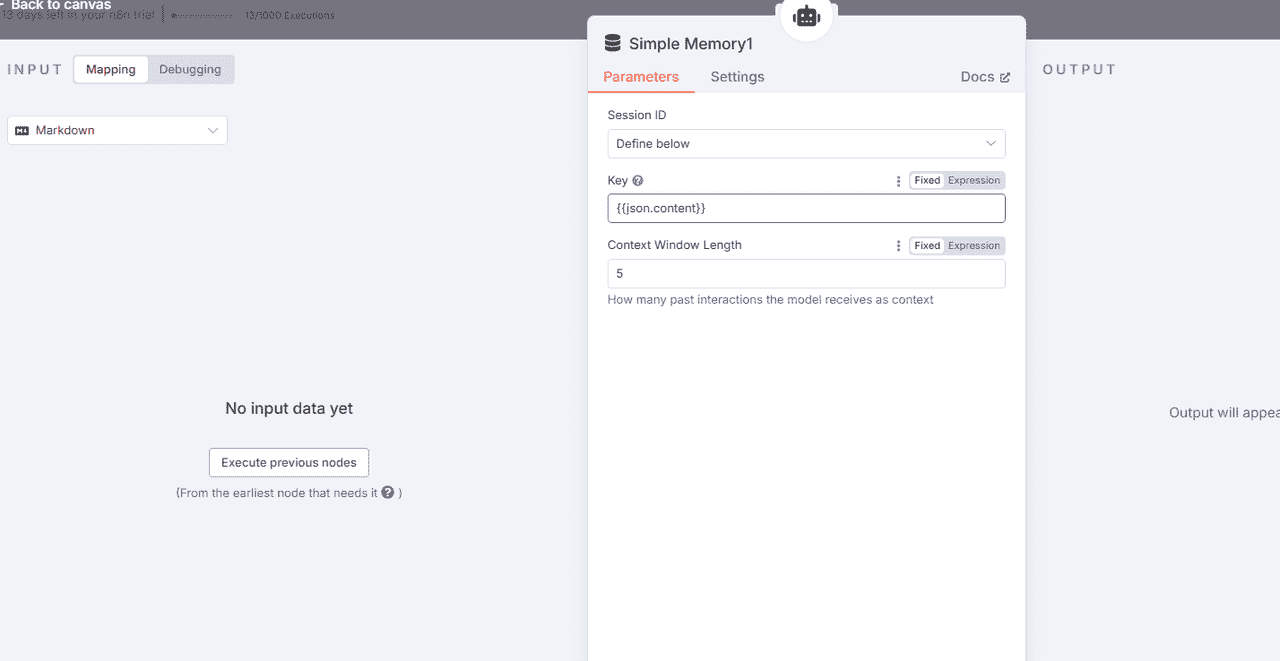 Back to canvas
13 days left in your n8n trial
13/1000 Executions
INPUT
Mapping
Debugging
Markdown
No input data yet
Execute previous nodes
(From the earliest node that needs it ? )
Simple Memory1
Parameters
Settings
Docs
Session ID
Define below
Key
Fixed
Expression
{{json.content}}
Context Window Length
Fixed
Expression
5
How many past interactions the model receives as context
OUTPUT
Output will appea